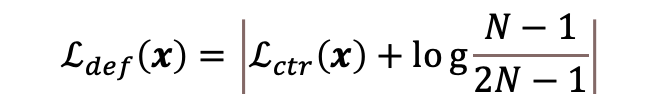 ℒ_def(𝒙) = |ℒ_ctr(𝒙) + log (N − 1)/(2N − 1)|